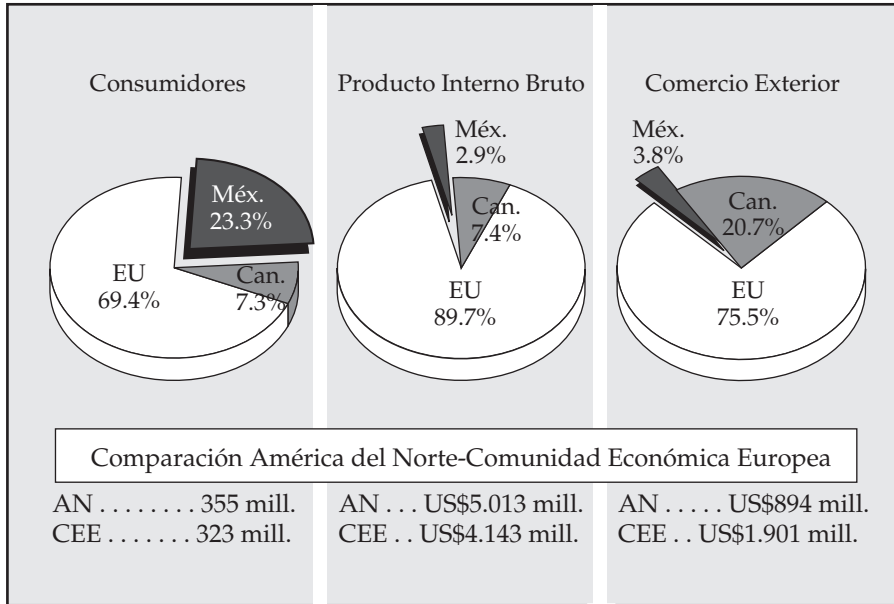 Consumidores
Méx.
23.3%
EU
69.4%
Can.
7.3%
Producto Interno Bruto
Méx.
2.9%
Can.
7.4%
EU
89.7%
Comercio Exterior
Méx.
3.8%
Can.
20.7%
EU
75.5%
Comparación América del Norte-Comunidad Económica Europea
AN . . . . . . . . 355 mill.
CEE . . . . . . . 323 mill.
AN . . . US$5.013 mill.
CEE . . US$4.143 mill.
AN . . . . . US$894 mill.
CEE . . US$1.901 mill.